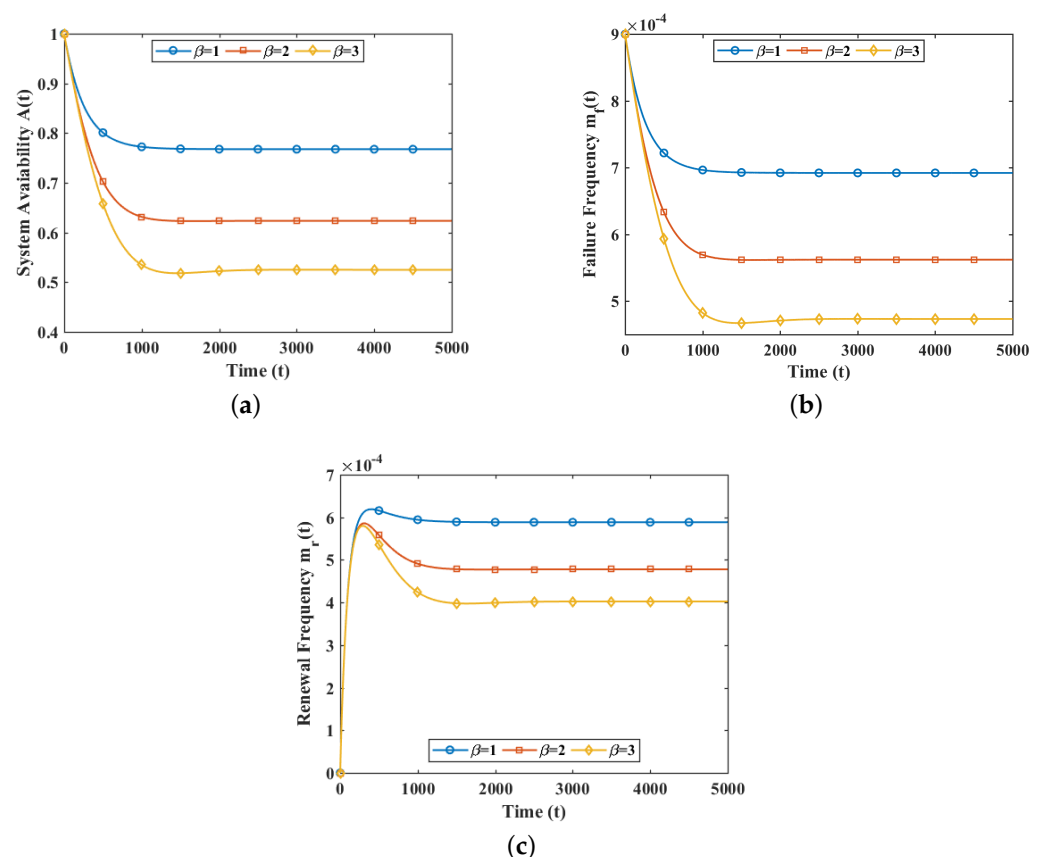 1
0.9
0.8
0.7
0.6
0.5
0.4
System Avaiability A(t)
β=1 β=2 β=3
0 1000 2000 3000 4000 5000
Time (t)
(a)
×10-4
9
8
7
6
5
Failure Frequency mf(t)
β=1 β=2 β=3
0 1000 2000 3000 4000 5000
Time (t)
(b)
×10-4
7
6
5
4
3
2
1
0
Renewal Frequency mr(t)
β=1 β=2 β=3
0 1000 2000 3000 4000 5000
Time (t)
(c)